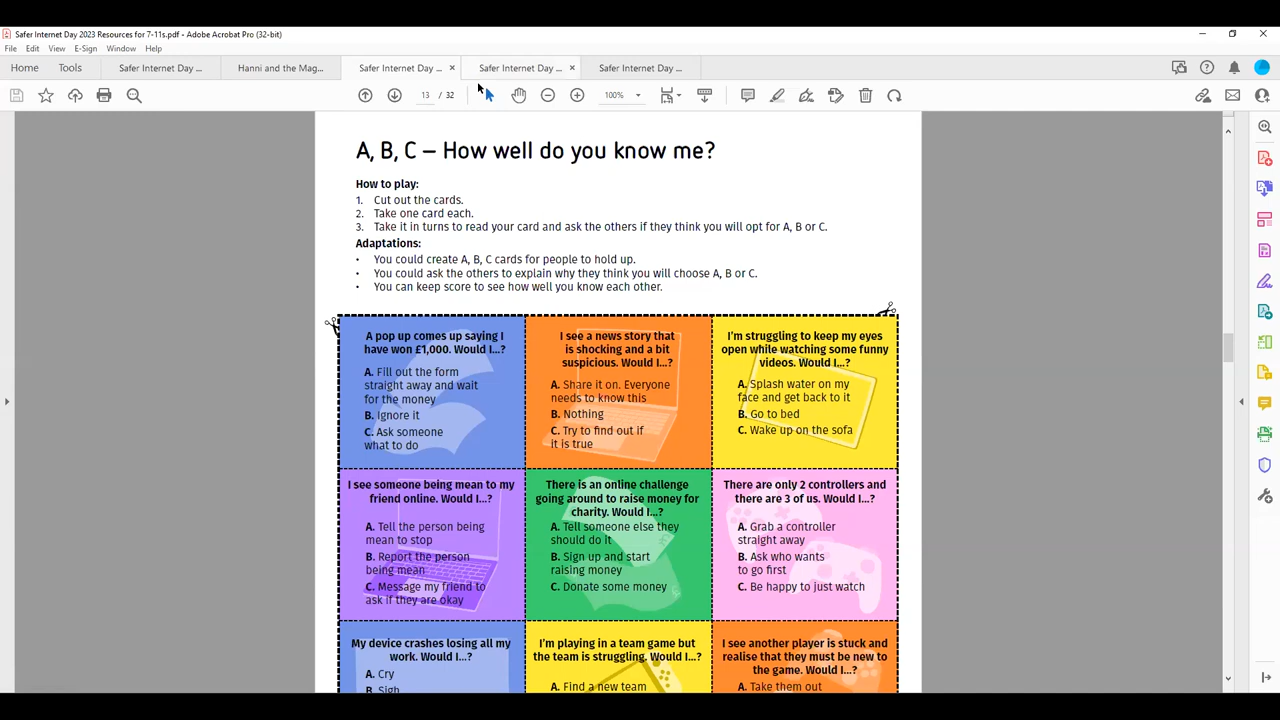 Safer Internet Day 2023 Resources for 7-11s.pdf - Adobe Acrobat Pro (32-bit)
File Edit View E-Sign Window Help
Home Tools Safer Internet Day ... Hanni and the Mag... Safer Internet Day ... Safer Internet Day ... Safer Internet Day ...
13 / 32 100%
A, B, C – How well do you know me?
How to play:
1. Cut out the cards.
2. Take one card each.
3. Take it in turns to read your card and ask the others if they think you will opt for A, B or C.
Adaptations:
• You could create A, B, C cards for people to hold up.
• You could ask the others to explain why they think you will choose A, B or C.
• You can keep score to see how well you know each other.
A pop up comes up saying I
have won £1,000. Would I...?
A. Fill out the form
straight away and wait
for the money
B. Ignore it
C. Ask someone
what to do
I see a news story that
is shocking and a bit
suspicious. Would I...?
A. Share it on. Everyone
needs to know this
B. Nothing
C. Try to find out if
it is true
I'm struggling to keep my eyes
open while watching some funny
videos. Would I...?
A. Splash water on my
face and get back to it
B. Go to bed
C. Wake up on the sofa
I see someone being mean to my
friend online. Would I...?
A. Tell the person being
mean to stop
B. Report the person
being mean
C. Message my friend to
ask if they are okay
There is an online challenge
going around to raise money for
charity. Would I...?
A. Tell someone else they
should do it
B. Sign up and start
raising money
C. Donate some money
There are only 2 controllers and
there are 3 of us. Would I...?
A. Grab a controller
straight away
B. Ask who wants
to go first
C. Be happy to just watch
My device crashes losing all my
work. Would I...?
A. Cry
B. Sigh
I'm playing in a team game but
the team is struggling. Would I...?
A. Find a new team
I see another player is stuck and
realise that they must be new to
the game. Would I...?
A. Take them out